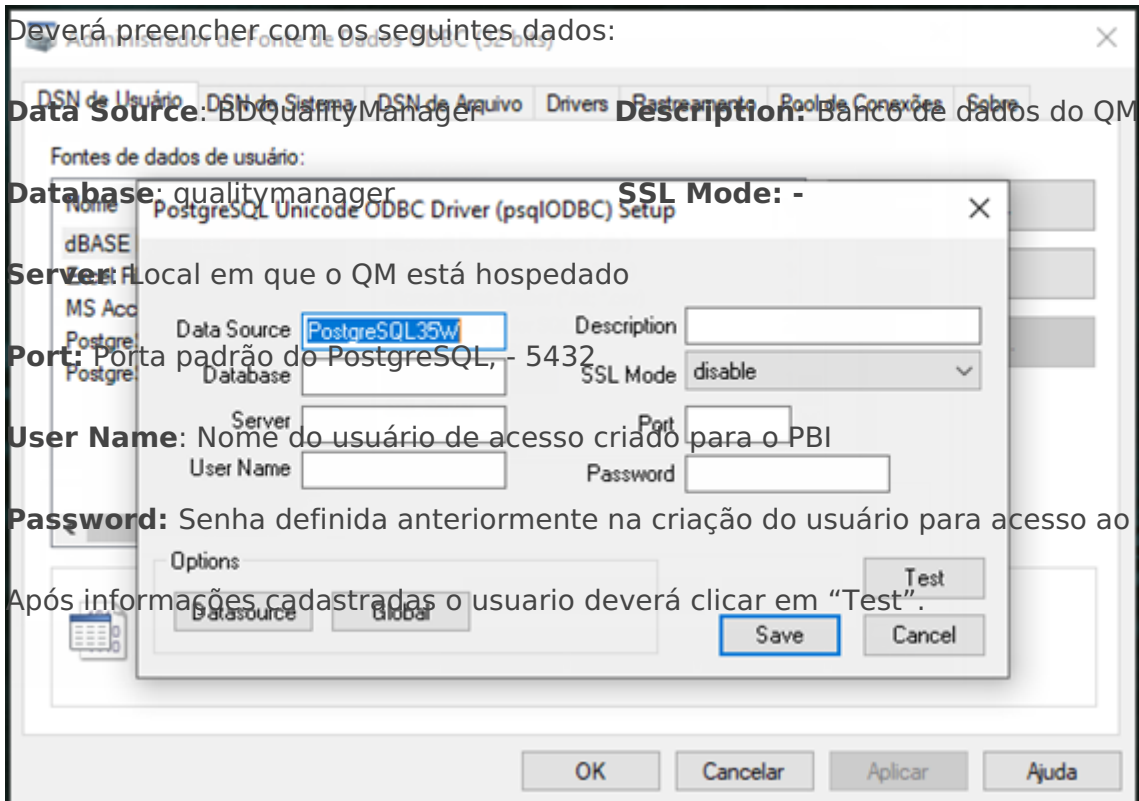 Deverá preencher com os seguintes dados:
Administrador de Fonte de Dados ODBC (32 bits)
DSN de Usuário DSN de Sistema DSN de Arquivo Drivers Rastreamento Pool de Conexões Sobre
Data Source: BDQualityManager Description: Banco de dados do QM
Fontes de dados de usuário:
Database: qualitymanager SSL Mode: -
Nome
PostgreSQL Unicode ODBC Driver (psqlODBC) Setup
dBASE
Server: Local em que o QM está hospedado
Excel Fi
MS Acc
Data Source PostgreSQL35W Description
Postgre
Port: Porta padrão do PostgreSQL, - 5432
Postgre
Database SSL Mode disable
Server Port
User Name: Nome do usuário de acesso criado para o PBI
User Name Password
Password: Senha definida anteriormente na criação do usuário para acesso ao
Options
Test
Após informações cadastradas o usuario deverá clicar em “Test”.
Datasource Global
Save Cancel
OK Cancelar Aplicar Ajuda